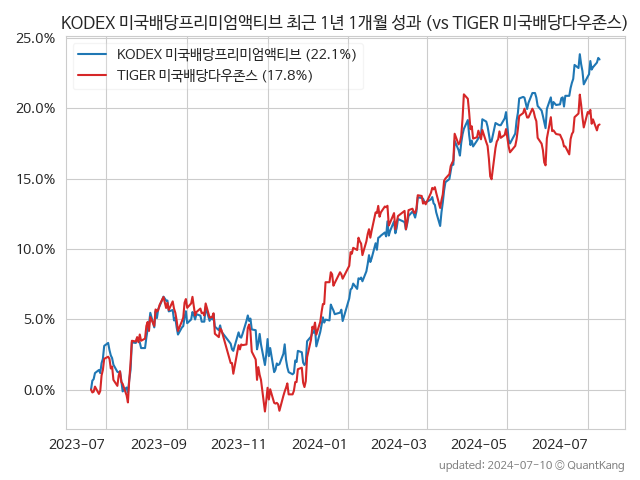 KODEX 미국배당프리미엄액티브 최근 1년 1개월 성과 (vs TIGER 미국배당다우존스)
25.0%
KODEX 미국배당프리미엄액티브 (22.1%)
TIGER 미국배당다우존스 (17.8%)
20.0%
15.0%
10.0%
5.0%
0.0%
2023-07 2023-09 2023-11 2024-01 2024-03 2024-05 2024-07
updated: 2024-07-10 © QuantKang